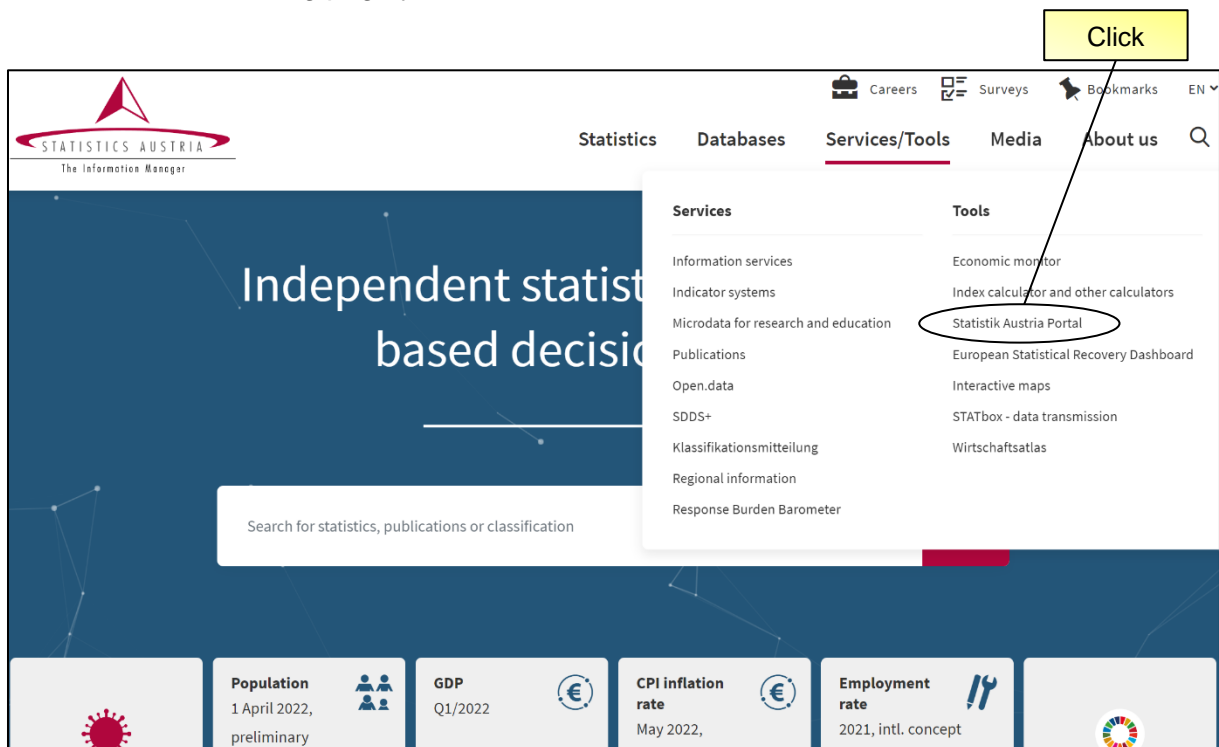 Click
Careers
Surveys
Bookmarks
EN
STATISTICS AUSTRIA
The Information Manager
Statistics
Databases
Services/Tools
Media
About us
Services
Information services
Indicator systems
Microdata for research and education
Publications
Open.data
SDDS+
Klassifikationsmitteilung
Regional information
Response Burden Barometer
Tools
Economic monitor
Index calculator and other calculators
Statistik Austria Portal
European Statistical Recovery Dashboard
Interactive maps
STATbox - data transmission
Wirtschaftsatlas
Independent
based
Search for statistics, publications or classification
Population
1 April 2022,
preliminary
GDP
Q1/2022
CPI inflation
rate
May 2022,
Employment
rate
2021, intl. concept